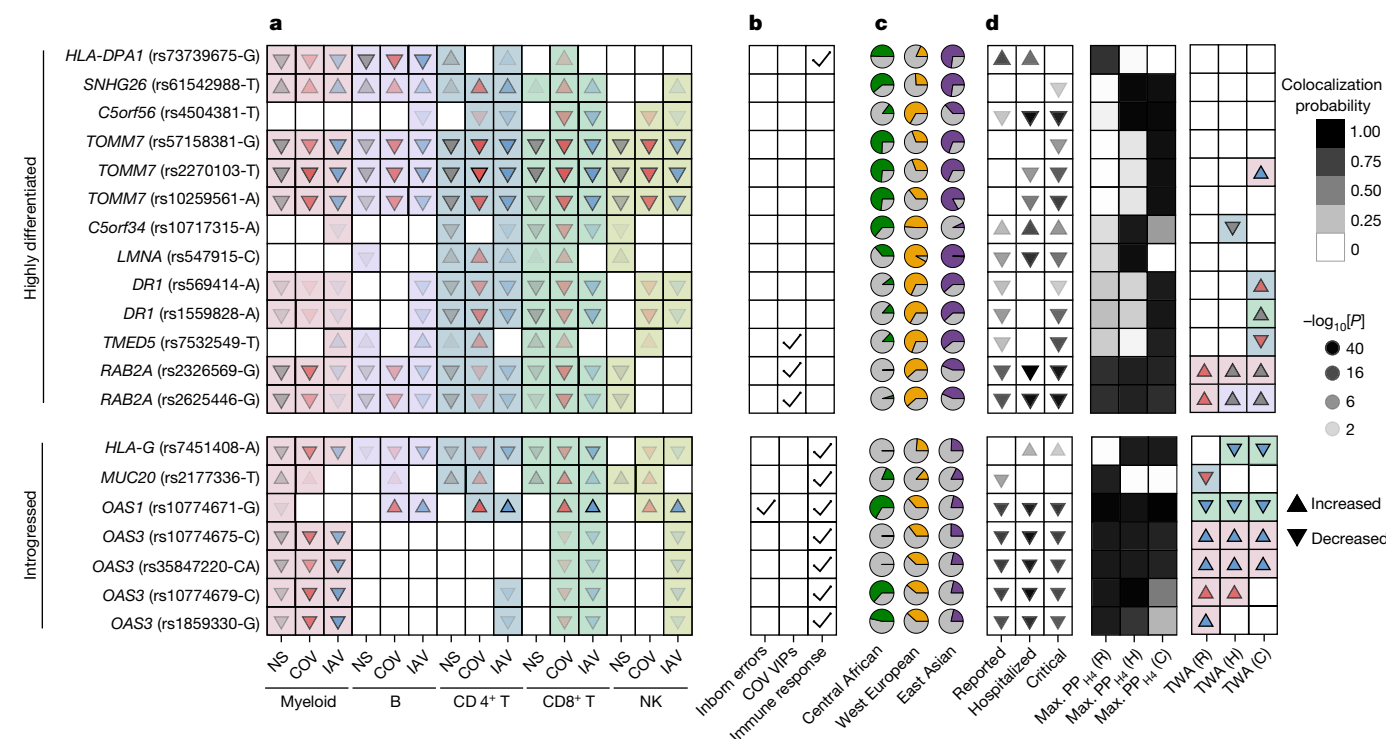 a
b
c
d
Highly differentiated
HLA-DPA1 (rs73739675-G)
SNHG26 (rs61542988-T)
C5orf56 (rs4504381-T)
TOMM7 (rs57158381-G)
TOMM7 (rs2270103-T)
TOMM7 (rs10259561-A)
C5orf34 (rs10717315-A)
LMNA (rs547915-C)
DR1 (rs569414-A)
DR1 (rs1559828-A)
TMED5 (rs7532549-T)
RAB2A (rs2326569-G)
RAB2A (rs2625446-G)
Introgressed
HLA-G (rs7451408-A)
MUC20 (rs2177336-T)
OAS1 (rs10774671-G)
OAS3 (rs10774675-C)
OAS3 (rs35847220-CA)
OAS3 (rs10774679-C)
OAS3 (rs1859330-G)
NS COV IAV NS COV IAV NS COV IAV NS COV IAV NS COV IAV
Myeloid B CD 4+ T CD8+ T NK
Inborn errors
COV VIPs
Immune response
Central African
West European
East Asian
Reported
Hospitalized
Critical
Max. PP H4 (R)
Max. PP H4 (H)
Max. PP H4 (C)
TWA (R)
TWA (H)
TWA (C)
Colocalization
probability
1.00
0.75
0.50
0.25
0
–log10[P]
40
16
6
2
Increased
Decreased